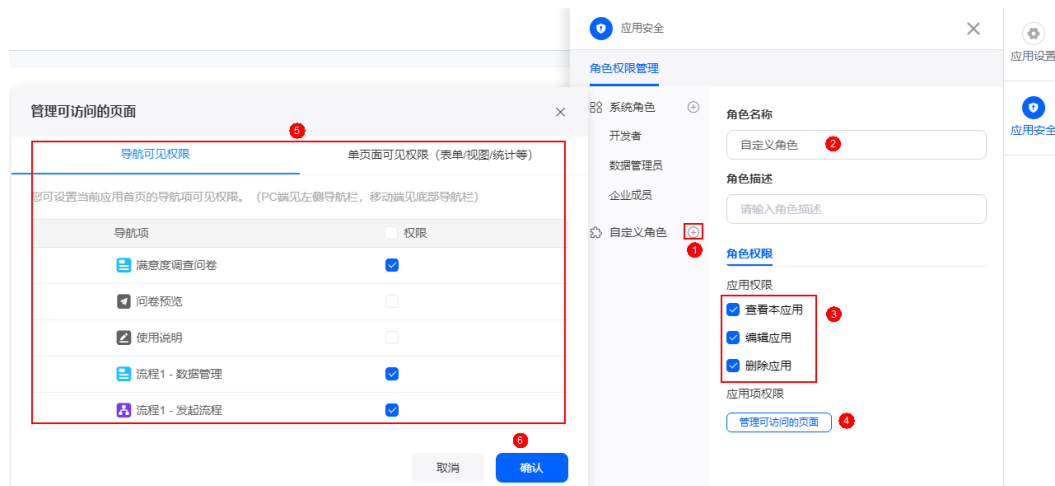 应用安全
应用设置
角色权限管理
应用安全
管理可访问的页面
5
导航可见权限
单页面可见权限（表单/视图/统计等）
您可设置当前应用首页的导航项可见权限。（PC端见左侧导航栏，移动端见底部导航栏）
导航项
权限
满意度调查问卷
问卷预览
使用说明
流程1 - 数据管理
流程1 - 发起流程
6
取消
确认
系统角色
开发者
数据管理员
企业成员
自定义角色
1
角色名称
自定义角色
2
角色描述
请输入角色描述
角色权限
应用权限
查看本应用
3
编辑应用
删除应用
应用项权限
管理可访问的页面
4